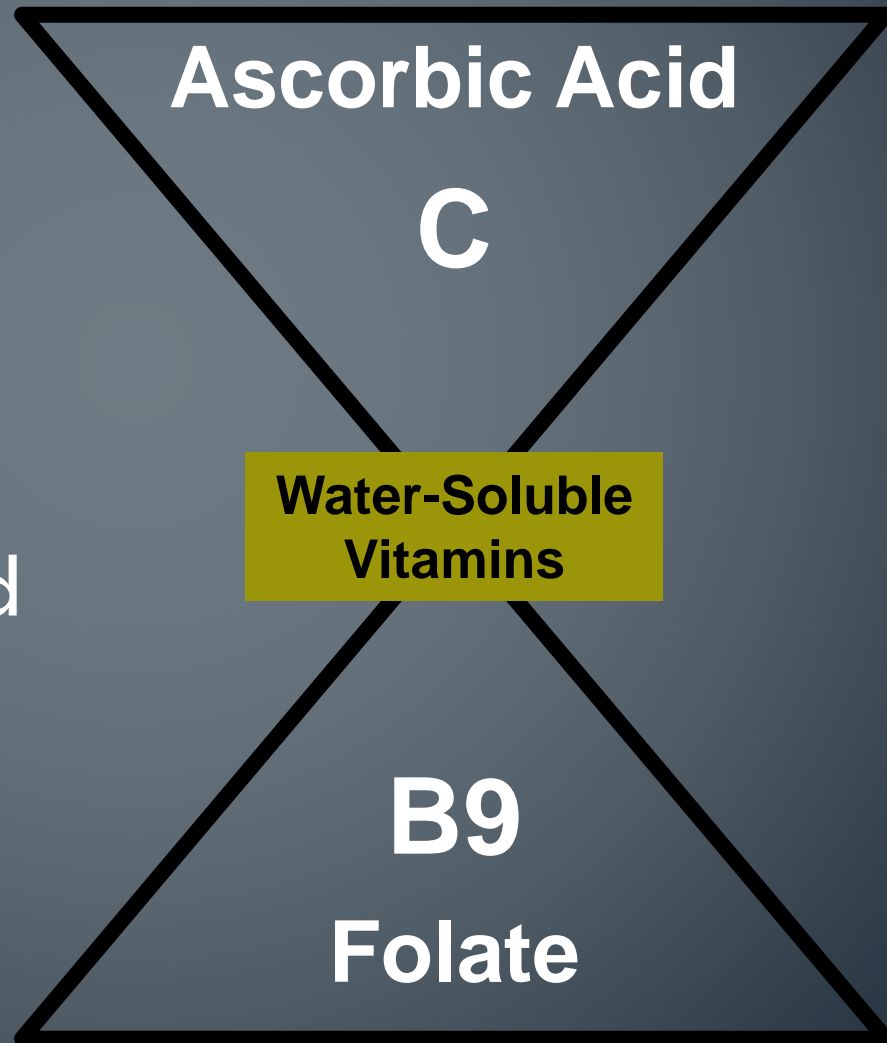 Ascorbic Acid
C
Water-Soluble
Vitamins
d
B9
Folate